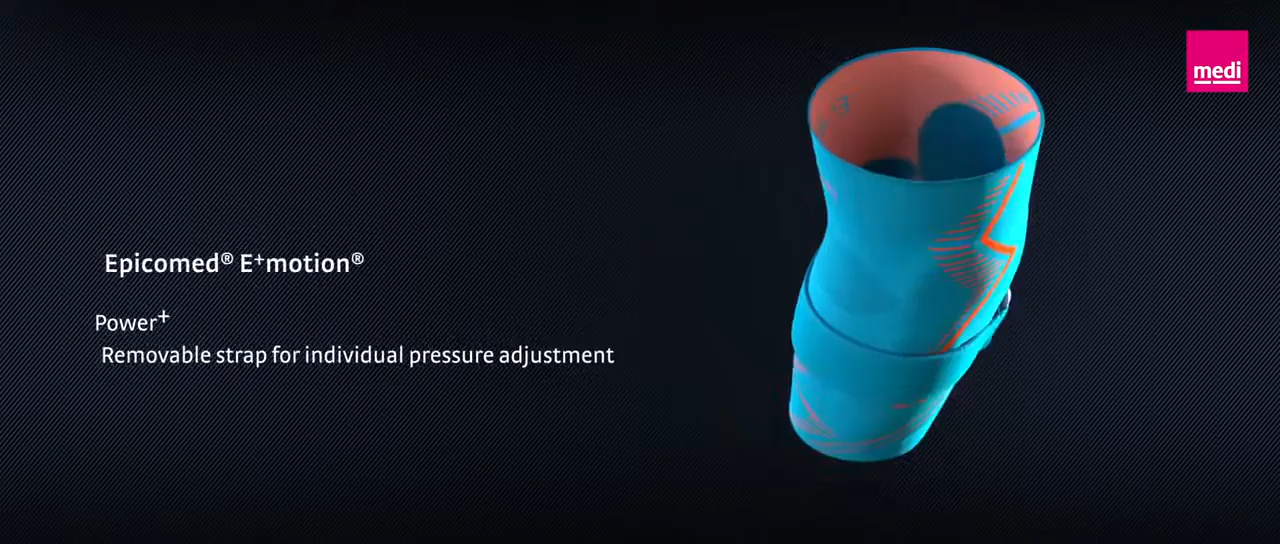 medi
Epicomed® E⁺motion®
Power⁺
Removable strap for individual pressure adjustment